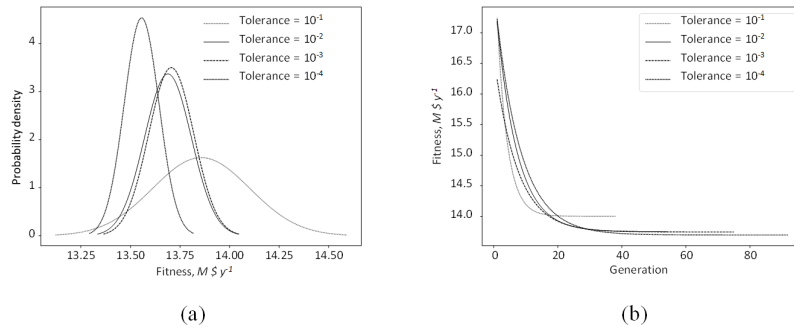 Tolerance = 10⁻¹
Tolerance = 10⁻²
Tolerance = 10⁻³
Tolerance = 10⁻⁴
4
3
2
1
0
Probability density
13.25 13.50 13.75 14.00 14.25 14.50
Fitness, M $ y⁻¹
(a)
Tolerance = 10⁻¹
Tolerance = 10⁻²
Tolerance = 10⁻³
Tolerance = 10⁻⁴
17.0
16.5
16.0
15.5
15.0
14.5
14.0
Fitness, M $ y⁻¹
0 20 40 60 80
Generation
(b)